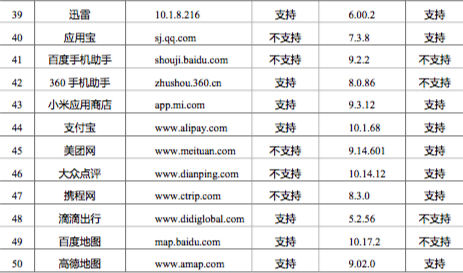 39 迅雷 10.1.8.216 支持 6.00.2 支持
40 应用宝 sj.qq.com 不支持 7.3.8 支持
41 百度手机助手 shouji.baidu.com 不支持 9.2.2 不支持
42 360手机助手 zhushou.360.cn 支持 8.0.86 不支持
43 小米应用商店 app.mi.com 支持 9.3.12 支持
44 支付宝 www.alipay.com 支持 10.1.68 支持
45 美团网 www.meituan.com 不支持 9.14.601 支持
46 大众点评 www.dianping.com 不支持 10.14.12 支持
47 携程网 www.ctrip.com 不支持 8.3.0 支持
48 滴滴出行 www.didiglobal.com 支持 5.2.56 不支持
49 百度地图 map.baidu.com 支持 10.17.2 不支持
50 高德地图 www.amap.com 支持 9.02.0 支持